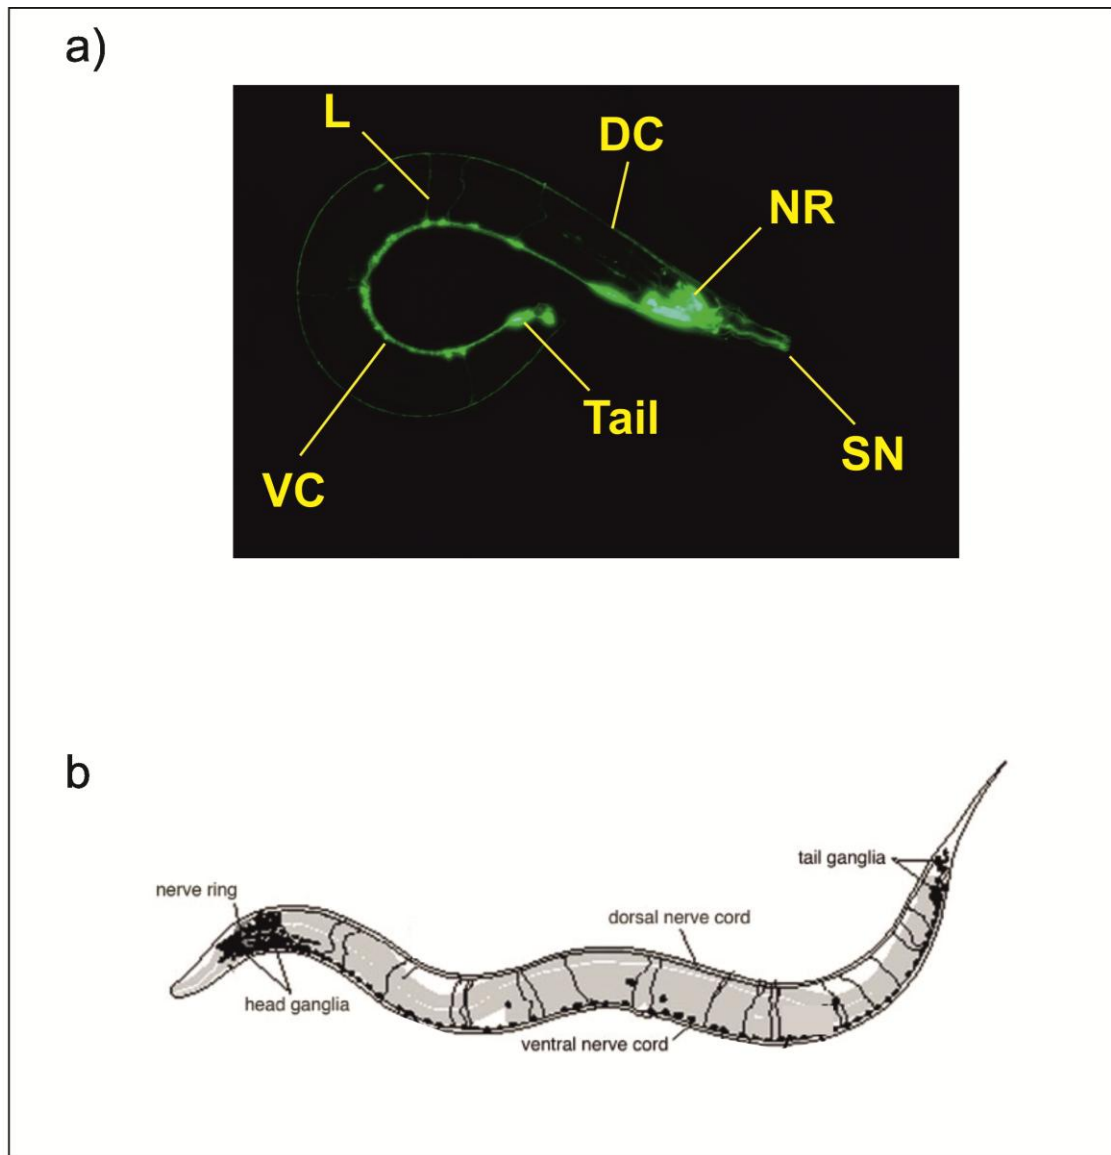 a)
L
DC
NR
Tail
SN
VC
b
tail ganglia
nerve ring
dorsal nerve cord
head ganglia
ventral nerve cord